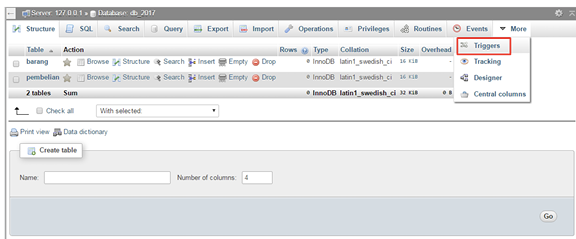 Server: 127.0.0.1 » Database: db_2017
Structure SQL Search Query Export Import Operations Privileges Routines Events More
Triggers
Tracking
Designer
Central columns
Table Action Rows Type Collation Size Overhead
barang Browse Structure Search Insert Empty Drop 0 InnoDB latin1_swedish_ci 16 KiB -
pembelian Browse Structure Search Insert Empty Drop 0 InnoDB latin1_swedish_ci 16 KiB -
2 tables Sum 0 InnoDB latin1_swedish_ci 32 KiB 0 B
Check all With selected:
Print view Data dictionary
Create table
Name: Number of columns: 4
Go